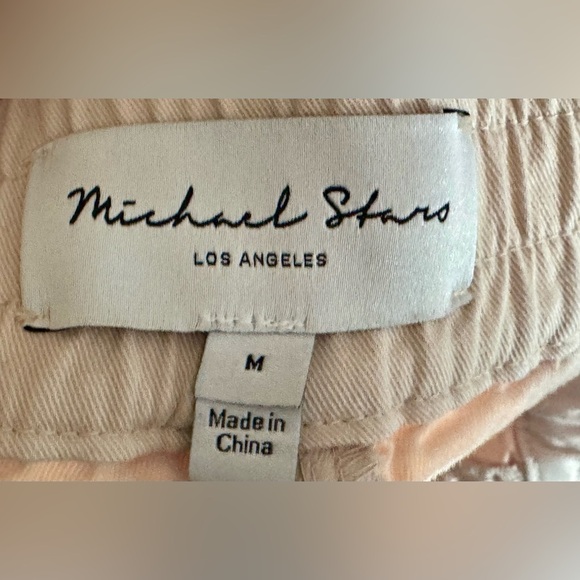 Michael Stars
LOS ANGELES
M
Made in
China